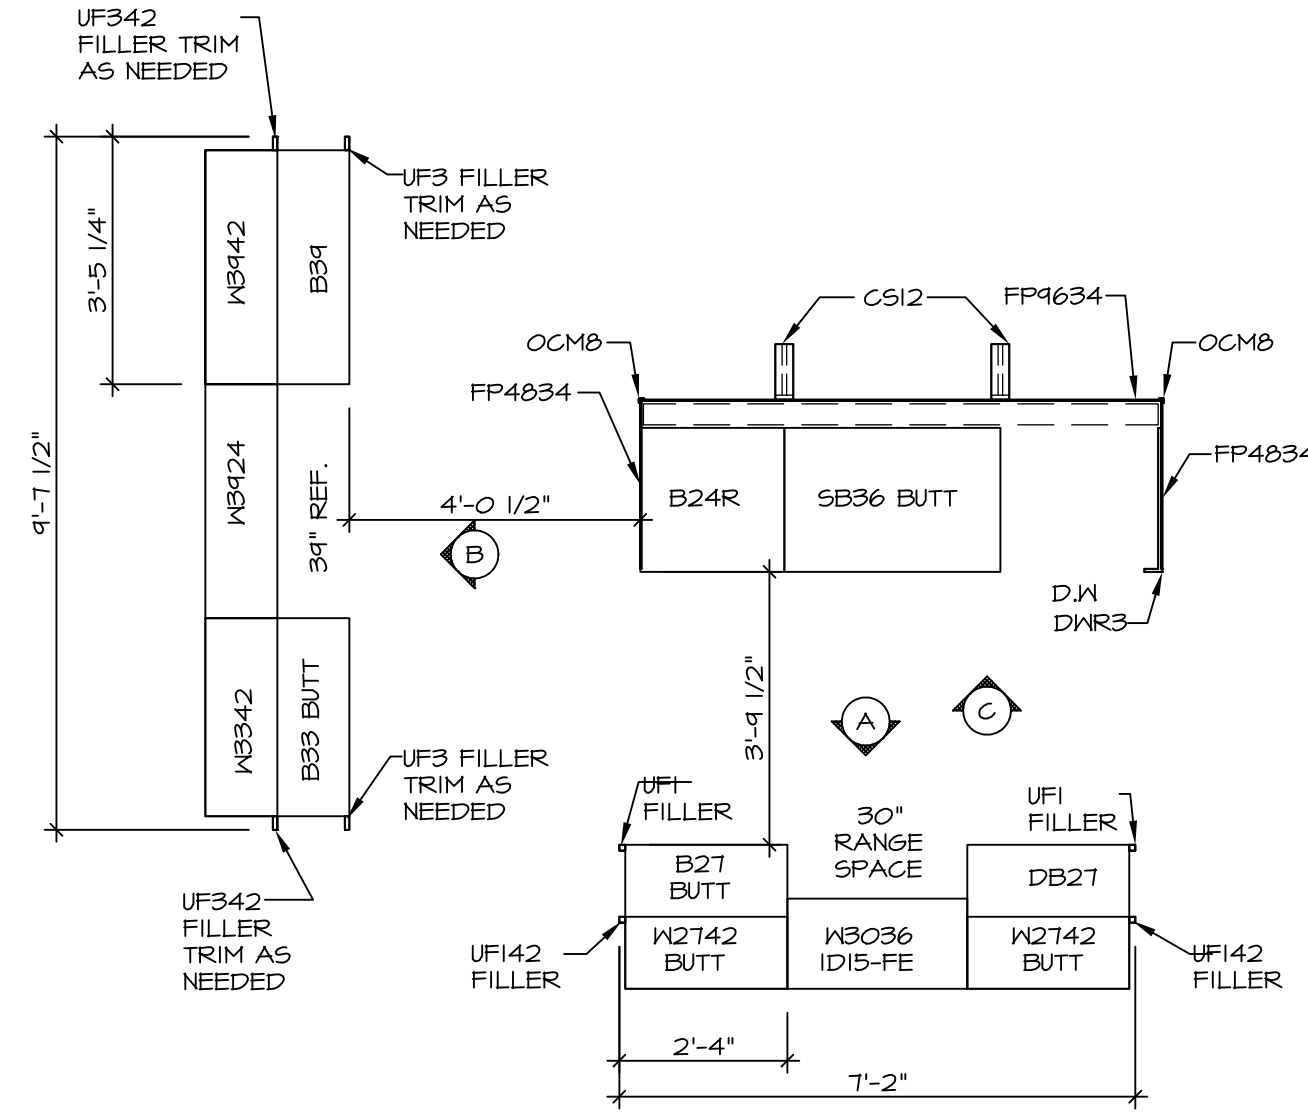 UF342
FILLER TRIM
AS NEEDED
UF3 FILLER
TRIM AS
NEEDED
3'-5 1/4"
W3942
B39
CS12
FP9634
OCM8
OCM8
FP4834
FP4834
9'-7 1/2"
W3924
39" REF.
4'-0 1/2"
B24R
SB36 BUTT
B
D.W
DWR3
W3342
B33 BUTT
3'-9 1/2"
A
C
UF3 FILLER
TRIM AS
NEEDED
UF1
FILLER
30"
RANGE
SPACE
UF1
FILLER
B27
BUTT
DB27
UF342
FILLER
TRIM AS
NEEDED
UF142
FILLER
W2742
BUTT
W3036
1D15-FE
W2742
BUTT
UF142
FILLER
2'-4"
7'-2"